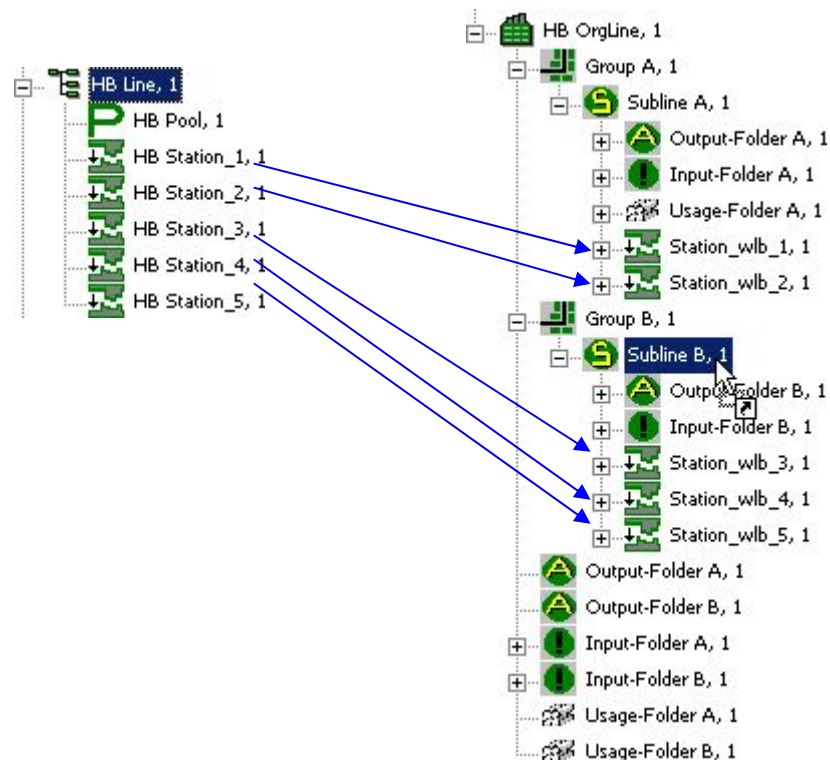 HB Line, 1
HB Pool, 1
HB Station_1, 1
HB Station_2, 1
HB Station_3, 1
HB Station_4, 1
HB Station_5, 1
HB OrgLine, 1
Group A, 1
Subline A, 1
Output-Folder A, 1
Input-Folder A, 1
Usage-Folder A, 1
Station_wlb_1, 1
Station_wlb_2, 1
Group B, 1
Subline B, 1
Output-Folder B, 1
Input-Folder B, 1
Station_wlb_3, 1
Station_wlb_4, 1
Station_wlb_5, 1
Output-Folder A, 1
Output-Folder B, 1
Input-Folder A, 1
Input-Folder B, 1
Usage-Folder A, 1
Usage-Folder B, 1